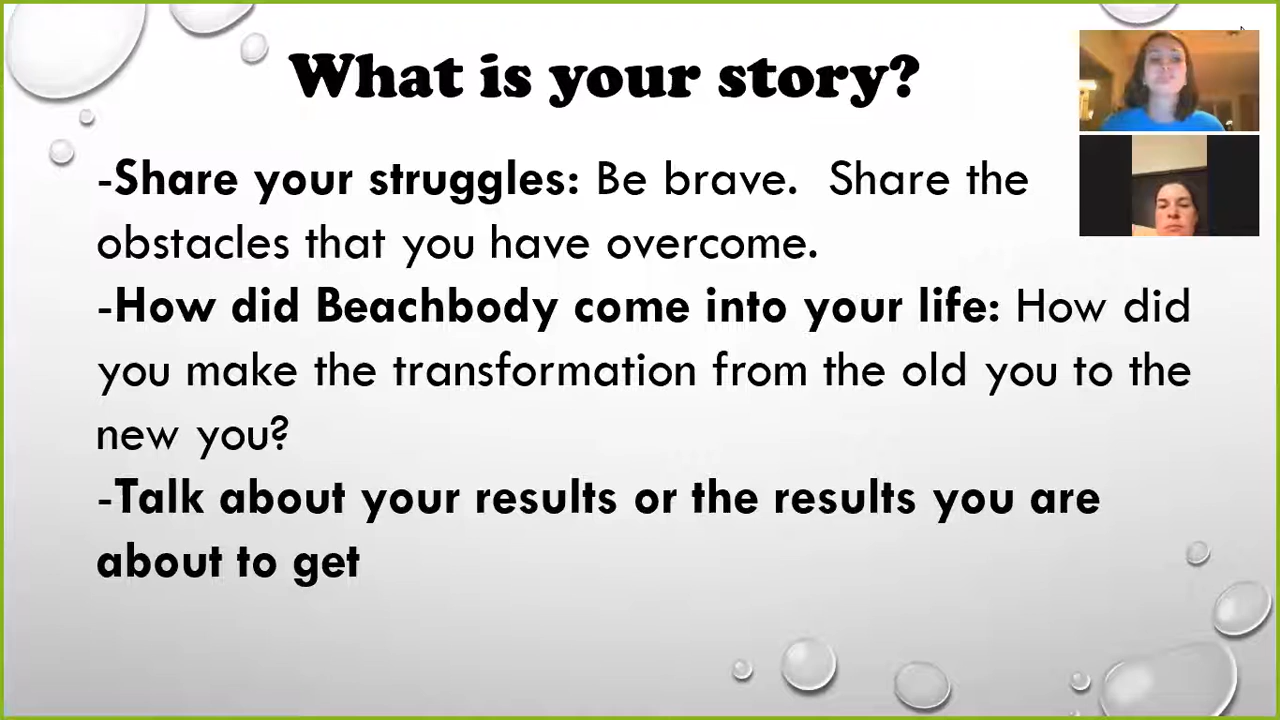 What is your story?
-Share your struggles: Be brave.  Share the
obstacles that you have overcome.
-How did Beachbody come into your life: How did
you make the transformation from the old you to the
new you?
-Talk about your results or the results you are
about to get